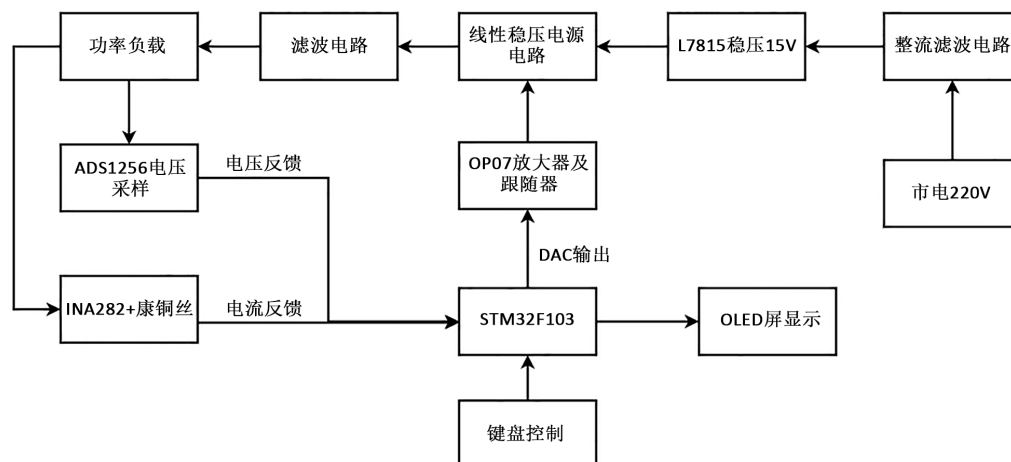 功率负载
滤波电路
线性稳压电源
电路
L7815稳压15V
整流滤波电路
ADS1256电压
采样
电压反馈
OP07放大器及
跟随器
市电220V
DAC输出
INA282+康铜丝
电流反馈
STM32F103
OLED屏显示
键盘控制